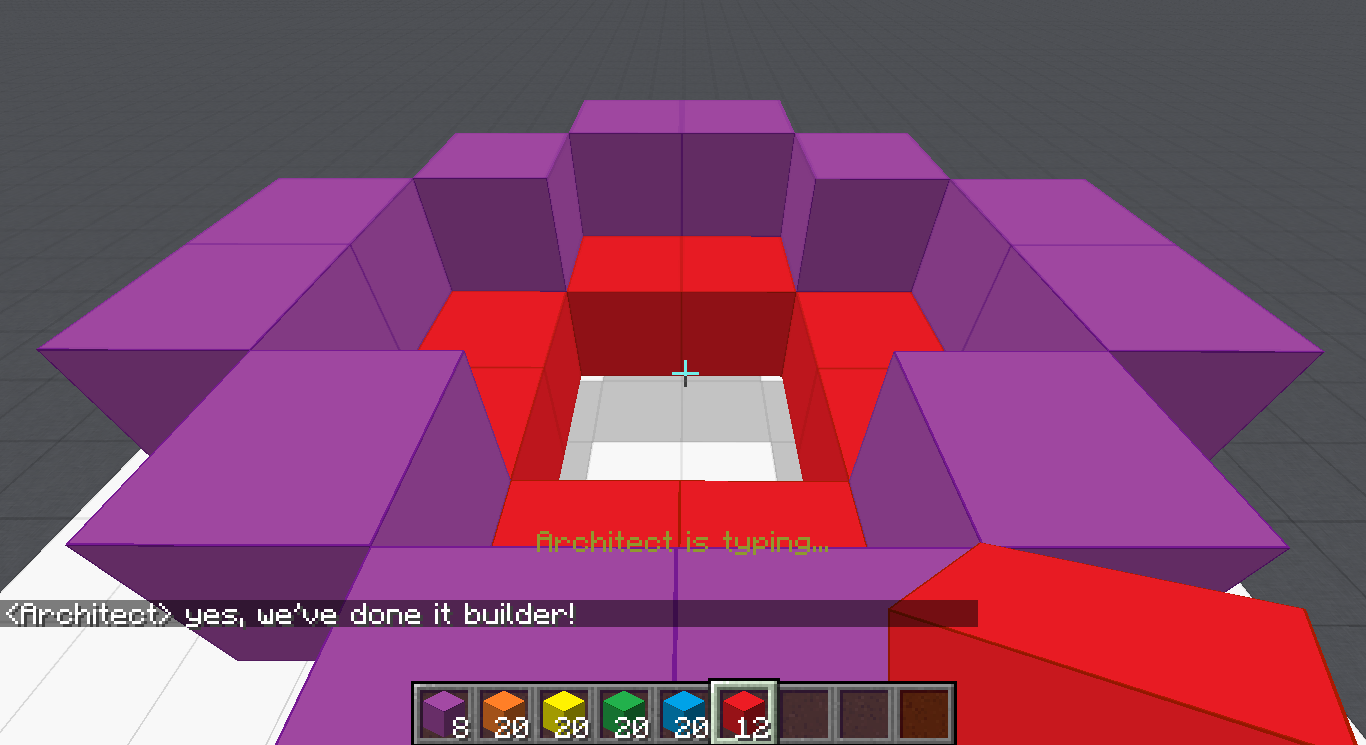 Architect is typing...
<Architect> yes, we've done it builder!
8 20 20 20 20 12